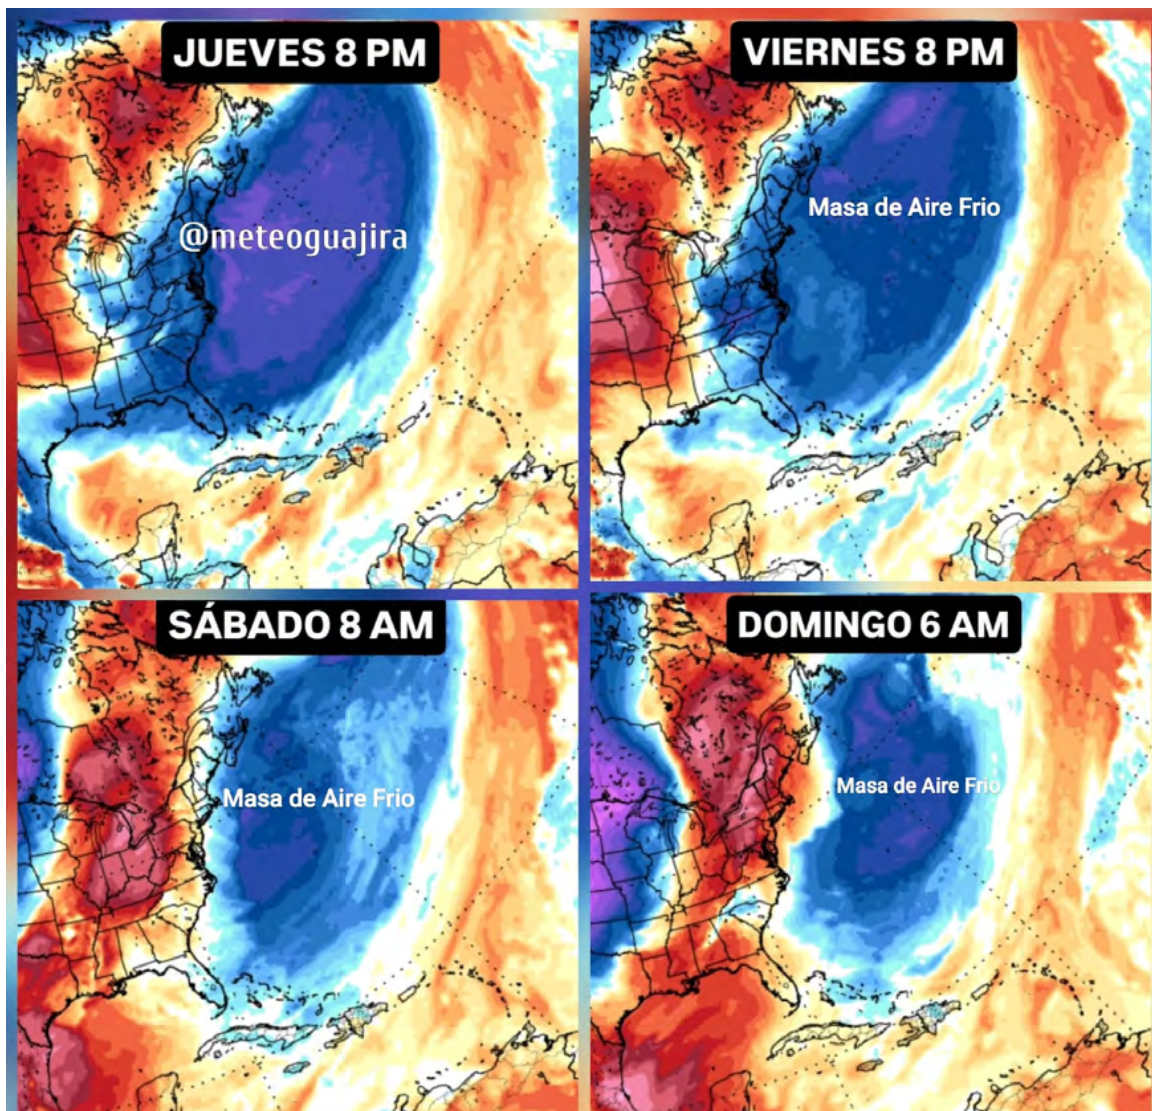 JUEVES 8 PM
@meteoguajira
VIERNES 8 PM
Masa de Aire Frio
SÁBADO 8 AM
Masa de Aire Frio
DOMINGO 6 AM
Masa de Aire Frio